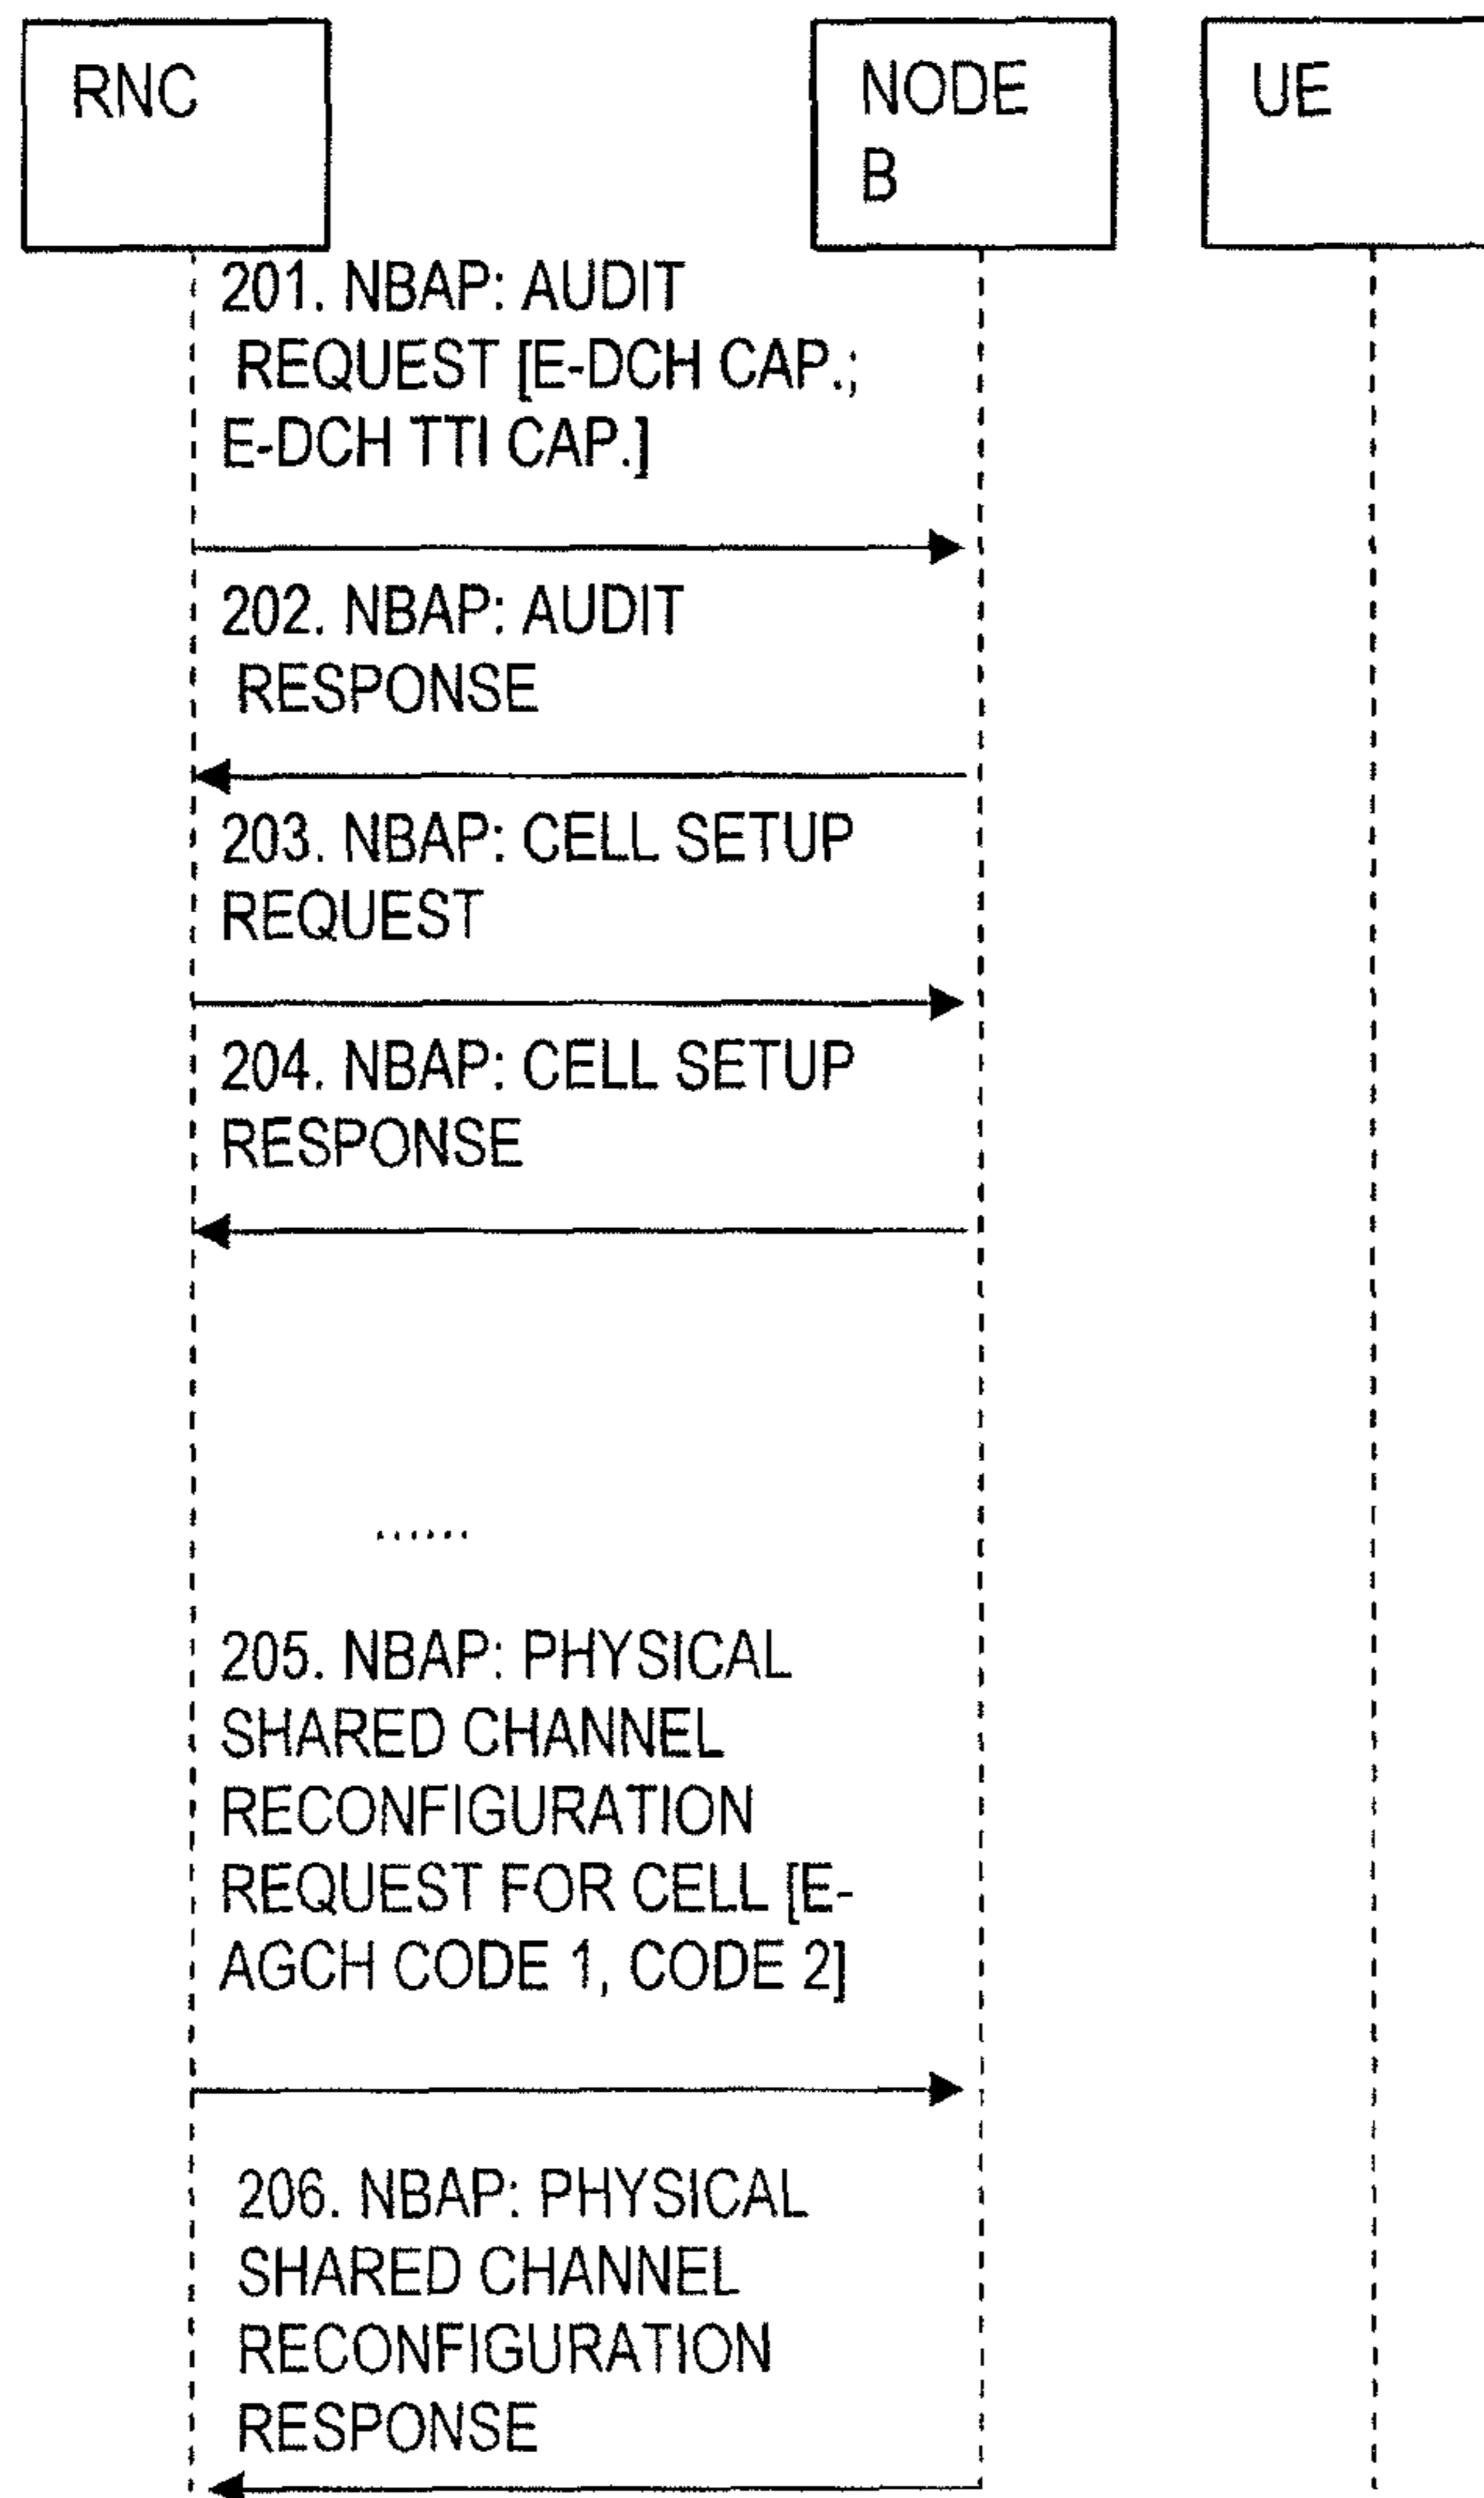 RNC
NODE
B
UE
201. NBAP: AUDIT
REQUEST [E-DCH CAP.;
E-DCH TTI CAP.]
202. NBAP: AUDIT
RESPONSE
203. NBAP: CELL SETUP
REQUEST
204. NBAP: CELL SETUP
RESPONSE
......
205. NBAP: PHYSICAL
SHARED CHANNEL
RECONFIGURATION
REQUEST FOR CELL [E-
AGCH CODE 1, CODE 2]
206. NBAP: PHYSICAL
SHARED CHANNEL
RECONFIGURATION
RESPONSE